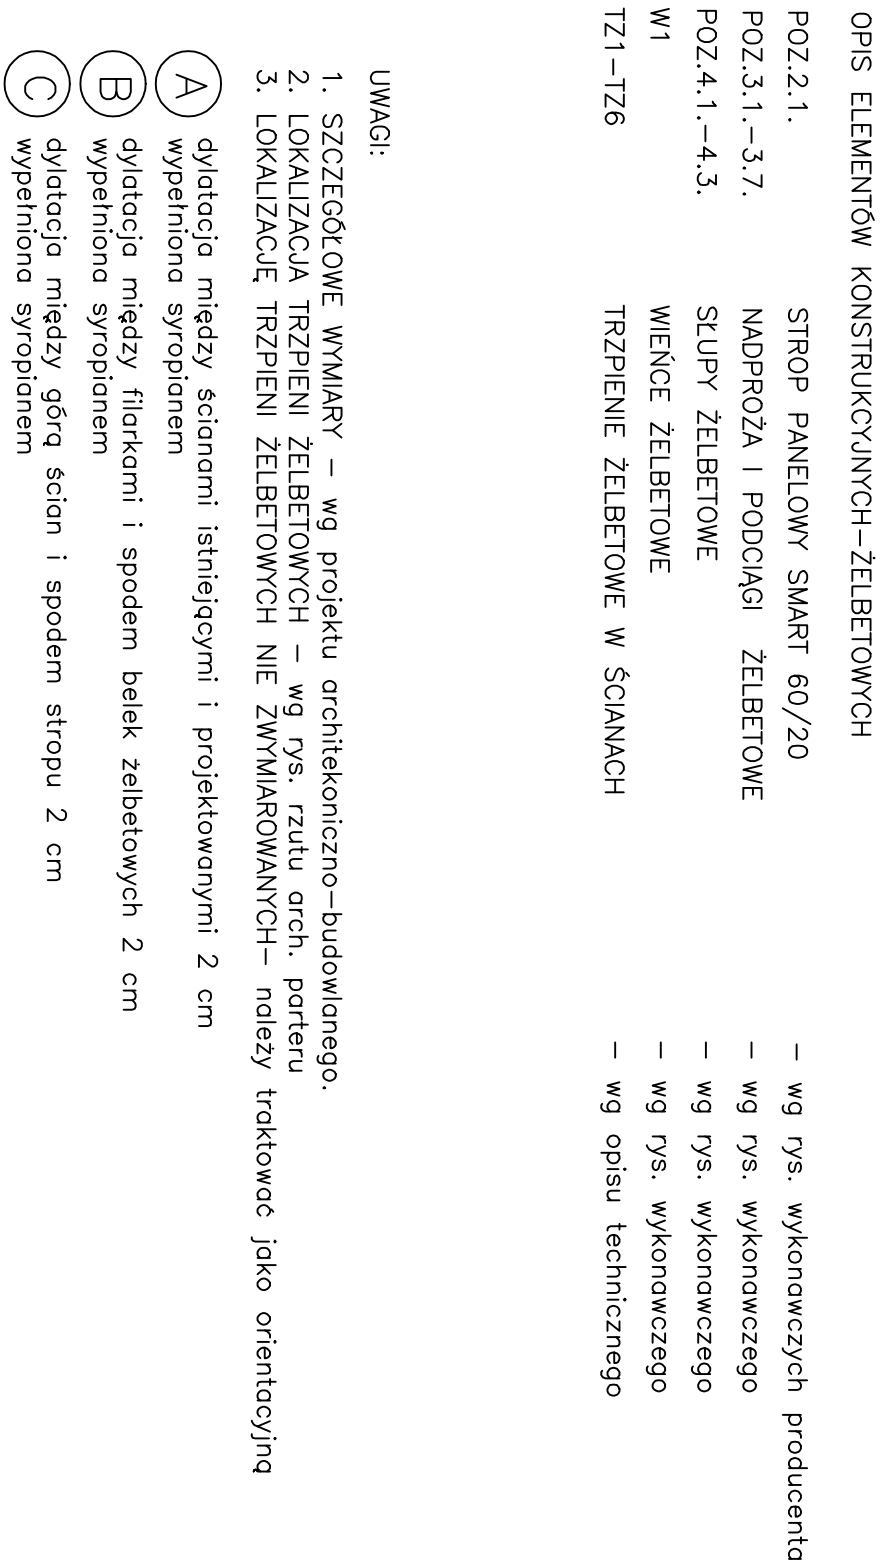 OPIS ELEMENTÓW KONSTRUKCYJNYCH–ŻELBETOWYCH
POZ.2.1. STROP PANELOWY SMART 60/20 – wg rys. wykonawczych producenta
POZ.3.1.–3.7. NADPROŻA I PODCIĄGI ŻELBETOWE – wg rys. wykonawczego
POZ.4.1.–4.3. SŁUPY ŻELBETOWE – wg rys. wykonawczego
W1 WIEŃCE ŻELBETOWE – wg rys. wykonawczego
TZ1–TZ6 TRZPIENIE ŻELBETOWE W ŚCIANACH – wg opisu technicznego
UWAGI:
1. SZCZEGÓŁOWE WYMIARY – wg projektu architekoniczno–budowlanego.
2. LOKALIZACJA TRZPIENI ŻELBETOWYCH – wg rys. rzutu arch. parteru
3. LOKALIZACJĘ TRZPIENI ŻELBETOWYCH NIE ZWYMIAROWANYCH– należy traktować jako orientacyjną
A dylatacja między ścianami istniejącymi i projektowanymi 2 cm
wypełniona syropianem
B dylatacja między filarkami i spodem belek żelbetowych 2 cm
wypełniona syropianem
C dylatacja między górą ścian i spodem stropu 2 cm
wypełniona syropianem